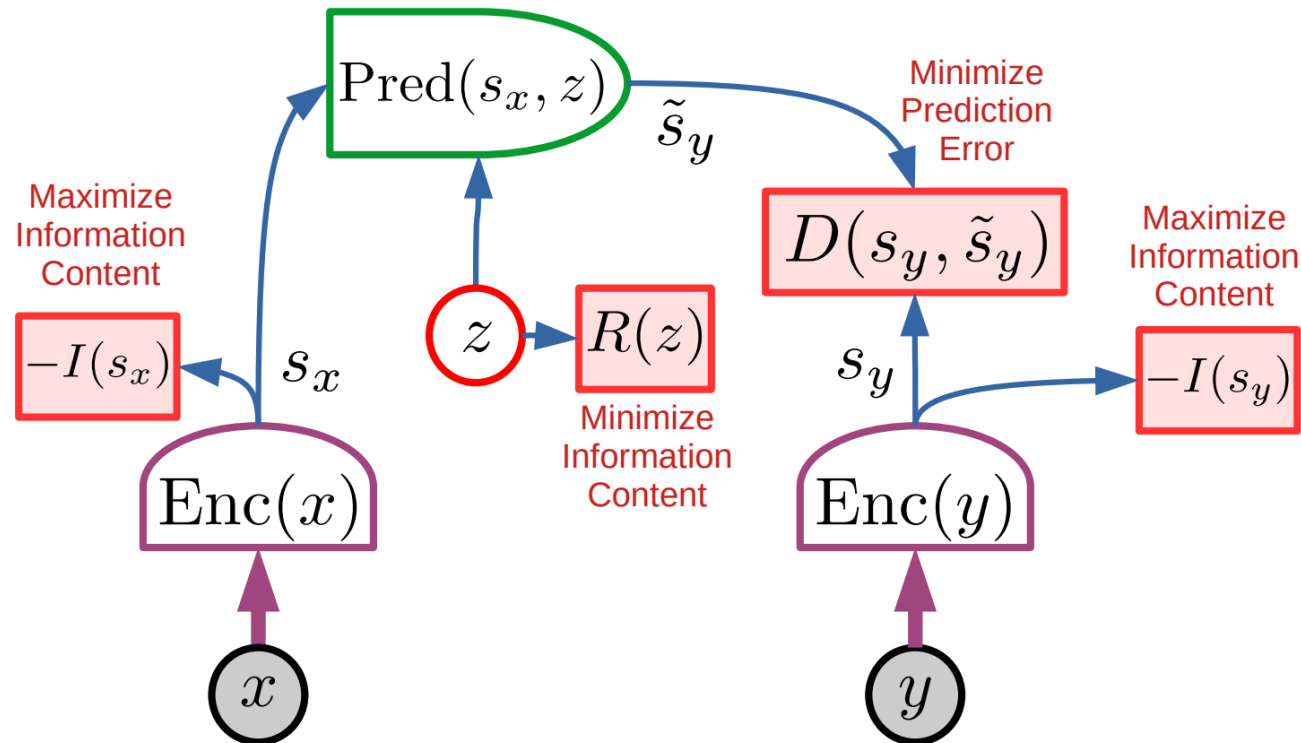 Pred(s_x, z)
s̃_y
Minimize
Prediction
Error
Maximize
Information
Content
D(s_y, s̃_y)
Maximize
Information
Content
−I(s_x)
s_x
z
R(z)
s_y
−I(s_y)
Minimize
Information
Content
Enc(x)
Enc(y)
x
y